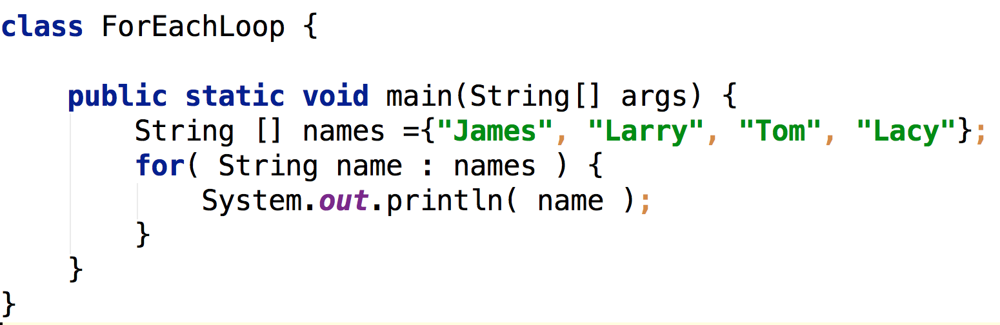 class ForEachLoop {
public static void main(String[] args) {
String [] names ={"James", "Larry", "Tom", "Lacy"};
for( String name : names ) {
System.out.println( name );
}
}
}